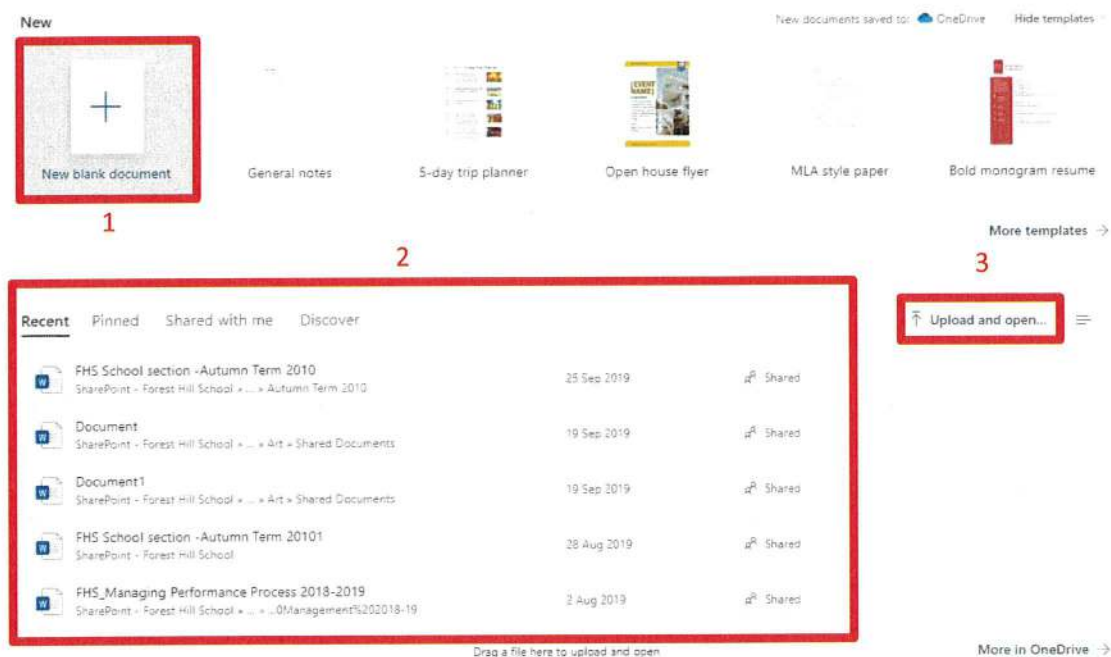 New
New documents saved to: OneDrive Hide templates
[EVENT NAME]
New blank document General notes 5-day trip planner Open house flyer MLA style paper Bold monogram resume
1
More templates →
2 3
Recent Pinned Shared with me Discover
Upload and open...
FHS School section -Autumn Term 2010
25 Sep 2019 Shared
SharePoint - Forest Hill School » ... » Autumn Term 2010
Document
19 Sep 2019 Shared
SharePoint - Forest Hill School » ... » Art » Shared Documents
Document1
19 Sep 2019 Shared
SharePoint - Forest Hill School » ... » Art » Shared Documents
FHS School section -Autumn Term 20101
28 Aug 2019 Shared
SharePoint - Forest Hill School
FHS_Managing Performance Process 2018-2019
2 Aug 2019 Shared
SharePoint - Forest Hill School » ... » ...0Management%202018-19
Drag a file here to upload and open
More in OneDrive →